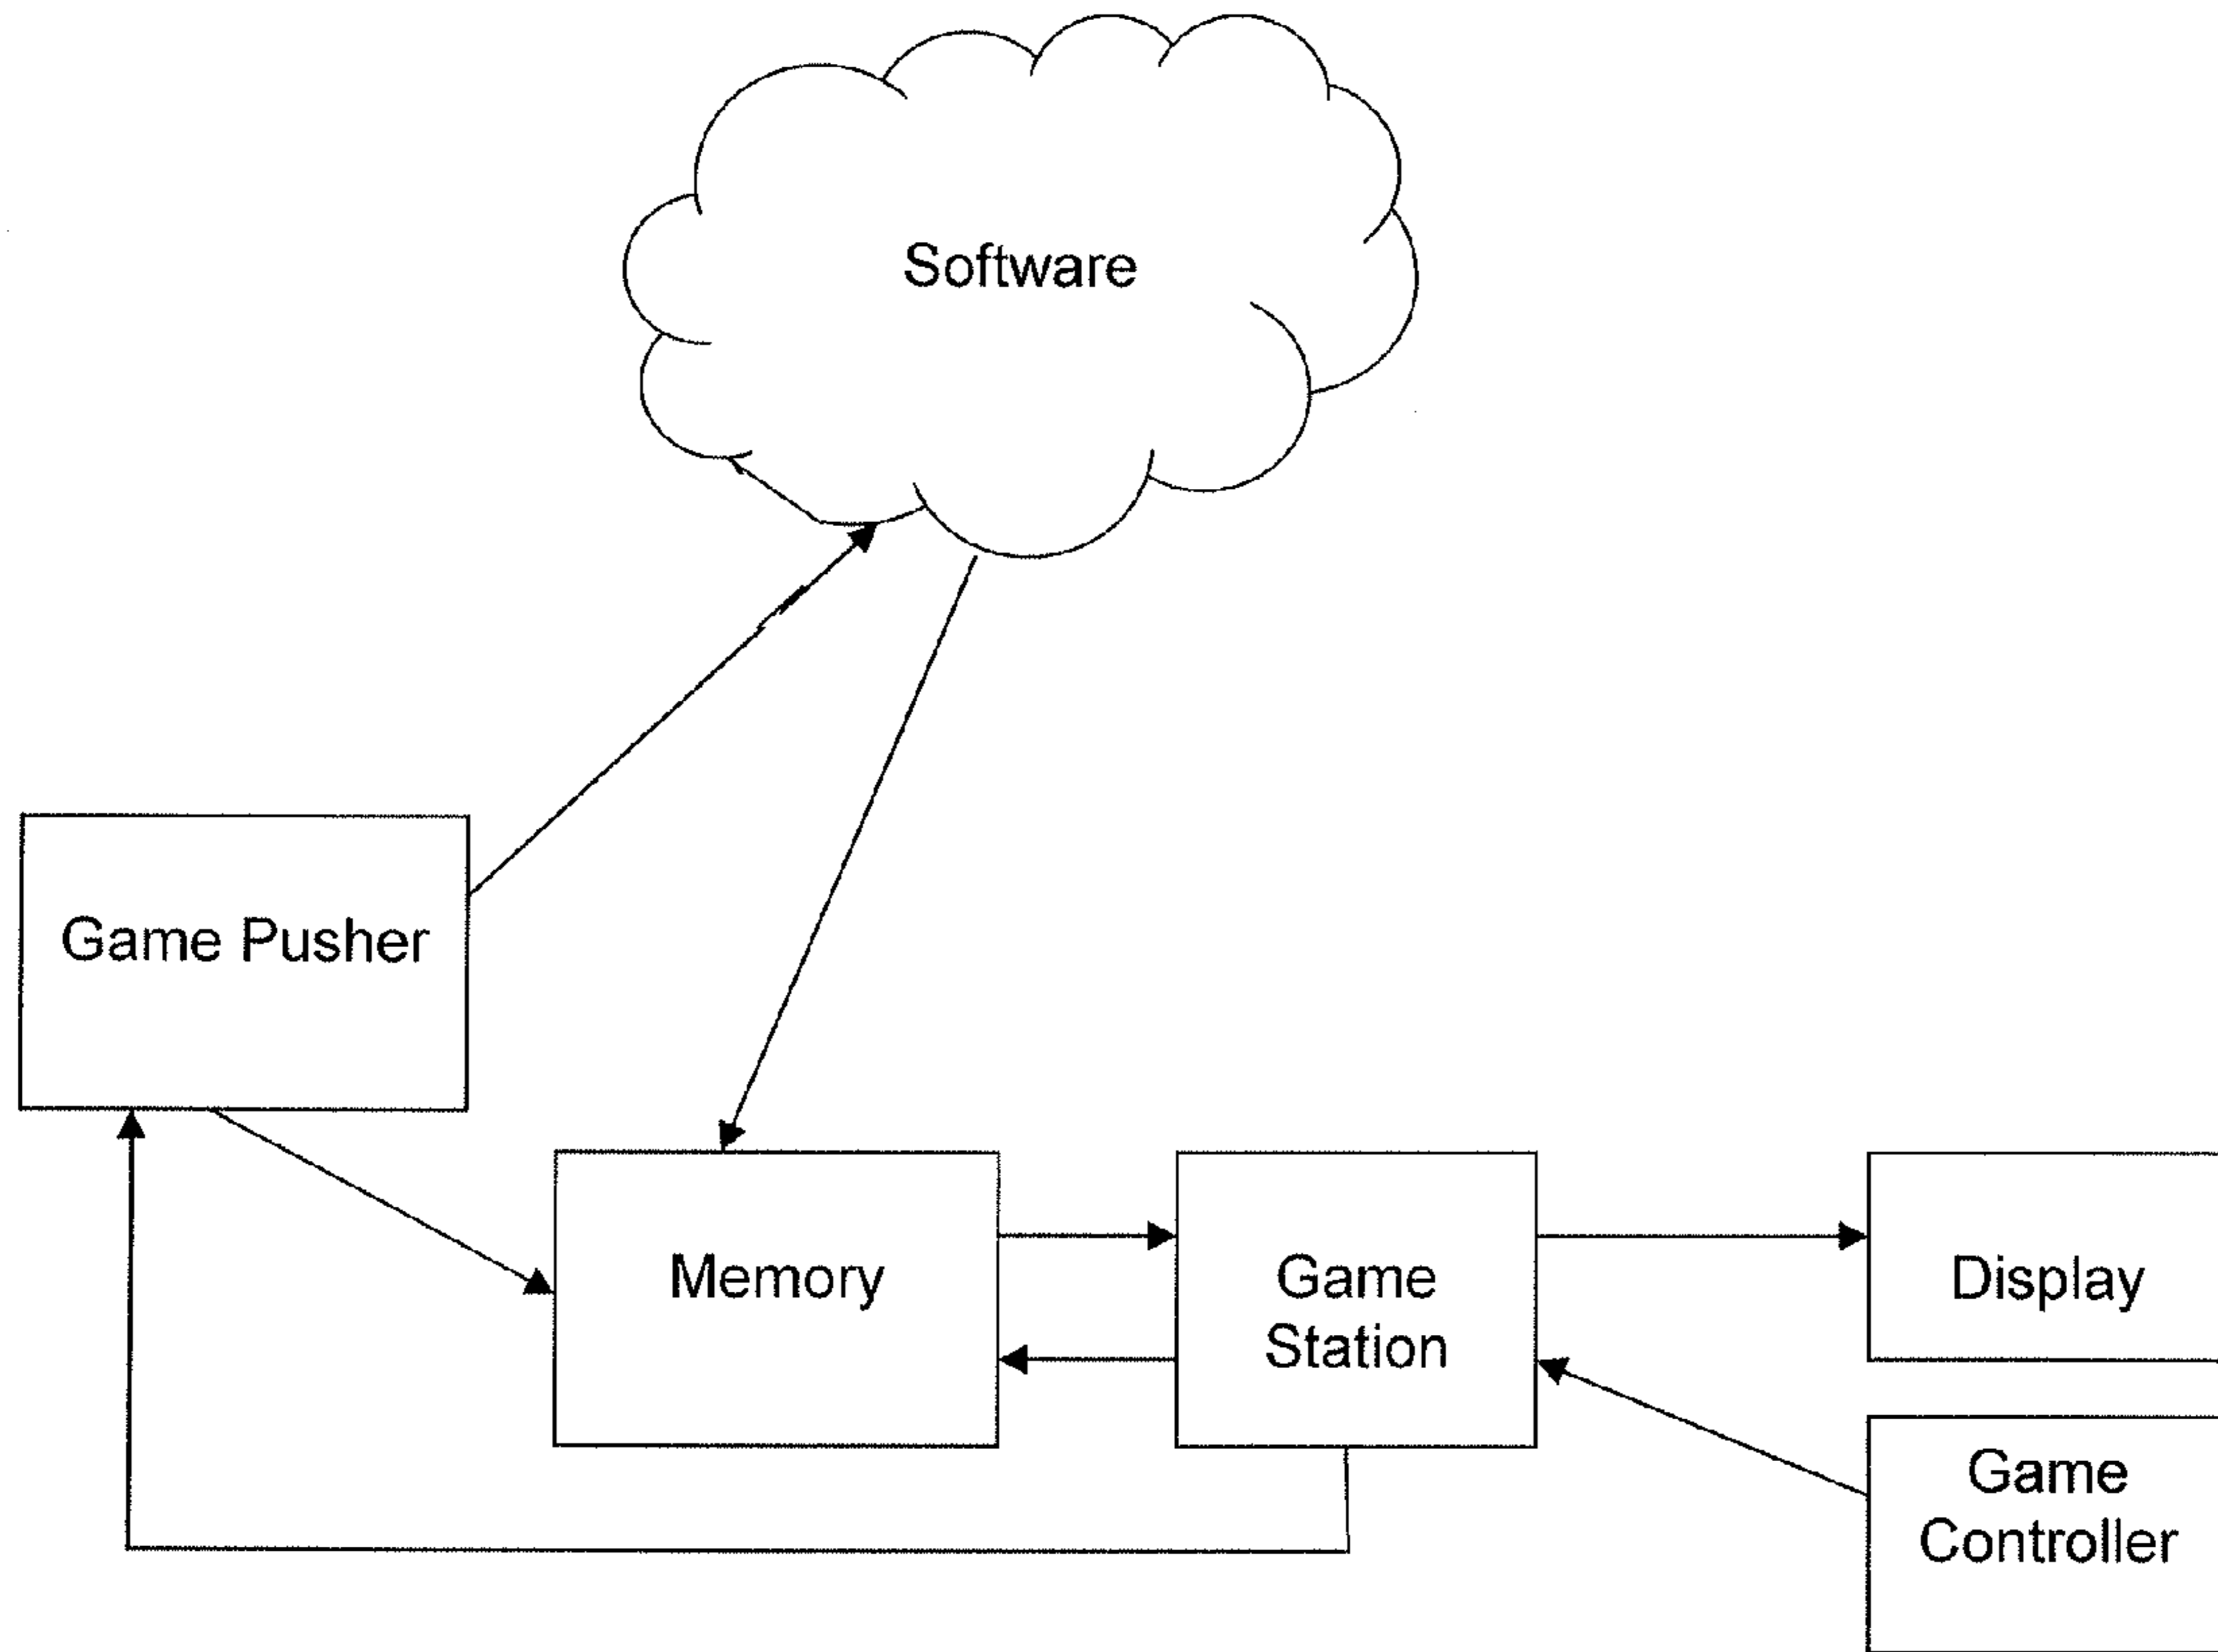 Software
Game Pusher
Memory
Game
Station
Display
Game
Controller